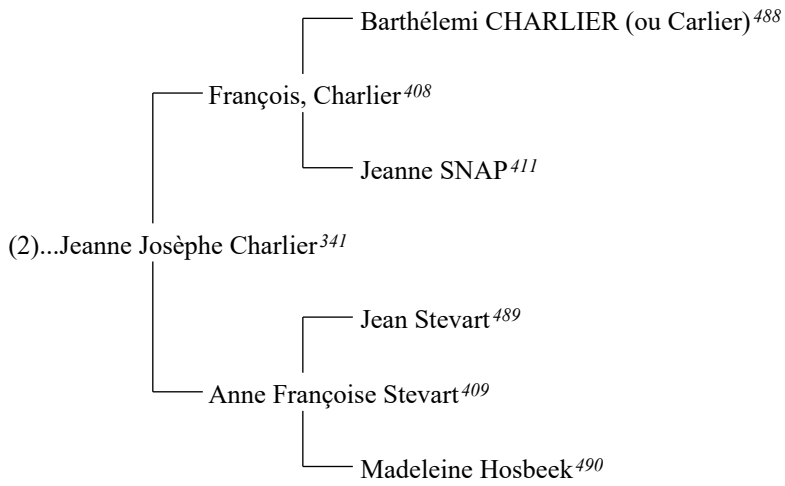 Barthélemi CHARLIER (ou Carlier)488
François, Charlier408
Jeanne SNAP411
(2)...Jeanne Josèphe Charlier341
Jean Stevart489
Anne Françoise Stevart409
Madeleine Hosbeek490